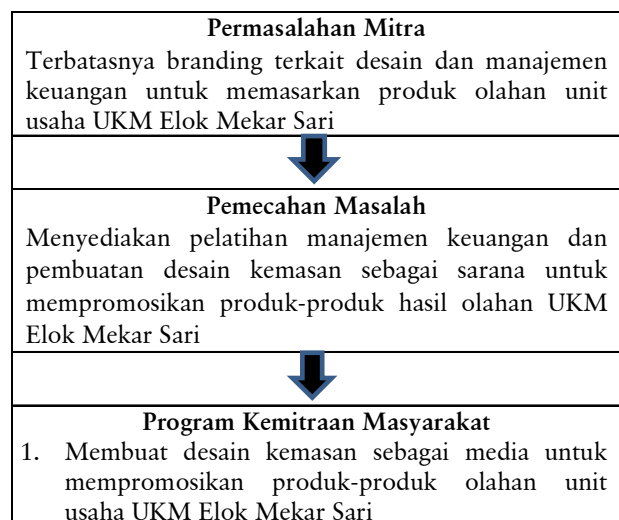 Permasalahan Mitra
Terbatasnya branding terkait desain dan manajemen
keuangan untuk memasarkan produk olahan unit
usaha UKM Elok Mekar Sari
Pemecahan Masalah
Menyediakan pelatihan manajemen keuangan dan
pembuatan desain kemasan sebagai sarana untuk
mempromosikan produk-produk hasil olahan UKM
Elok Mekar Sari
Program Kemitraan Masyarakat
1. Membuat desain kemasan sebagai media untuk
mempromosikan produk-produk olahan unit
usaha UKM Elok Mekar Sari